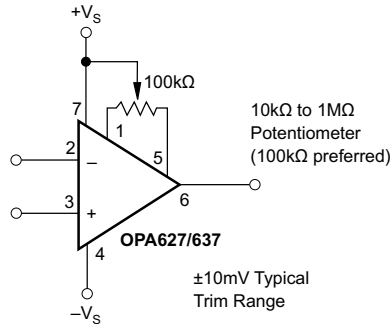 +VS
100kΩ
7
1
10kΩ to 1MΩ
Potentiometer
(100kΩ preferred)
2
–
5
6
3
+
OPA627/637
4
±10mV Typical
Trim Range
–VS